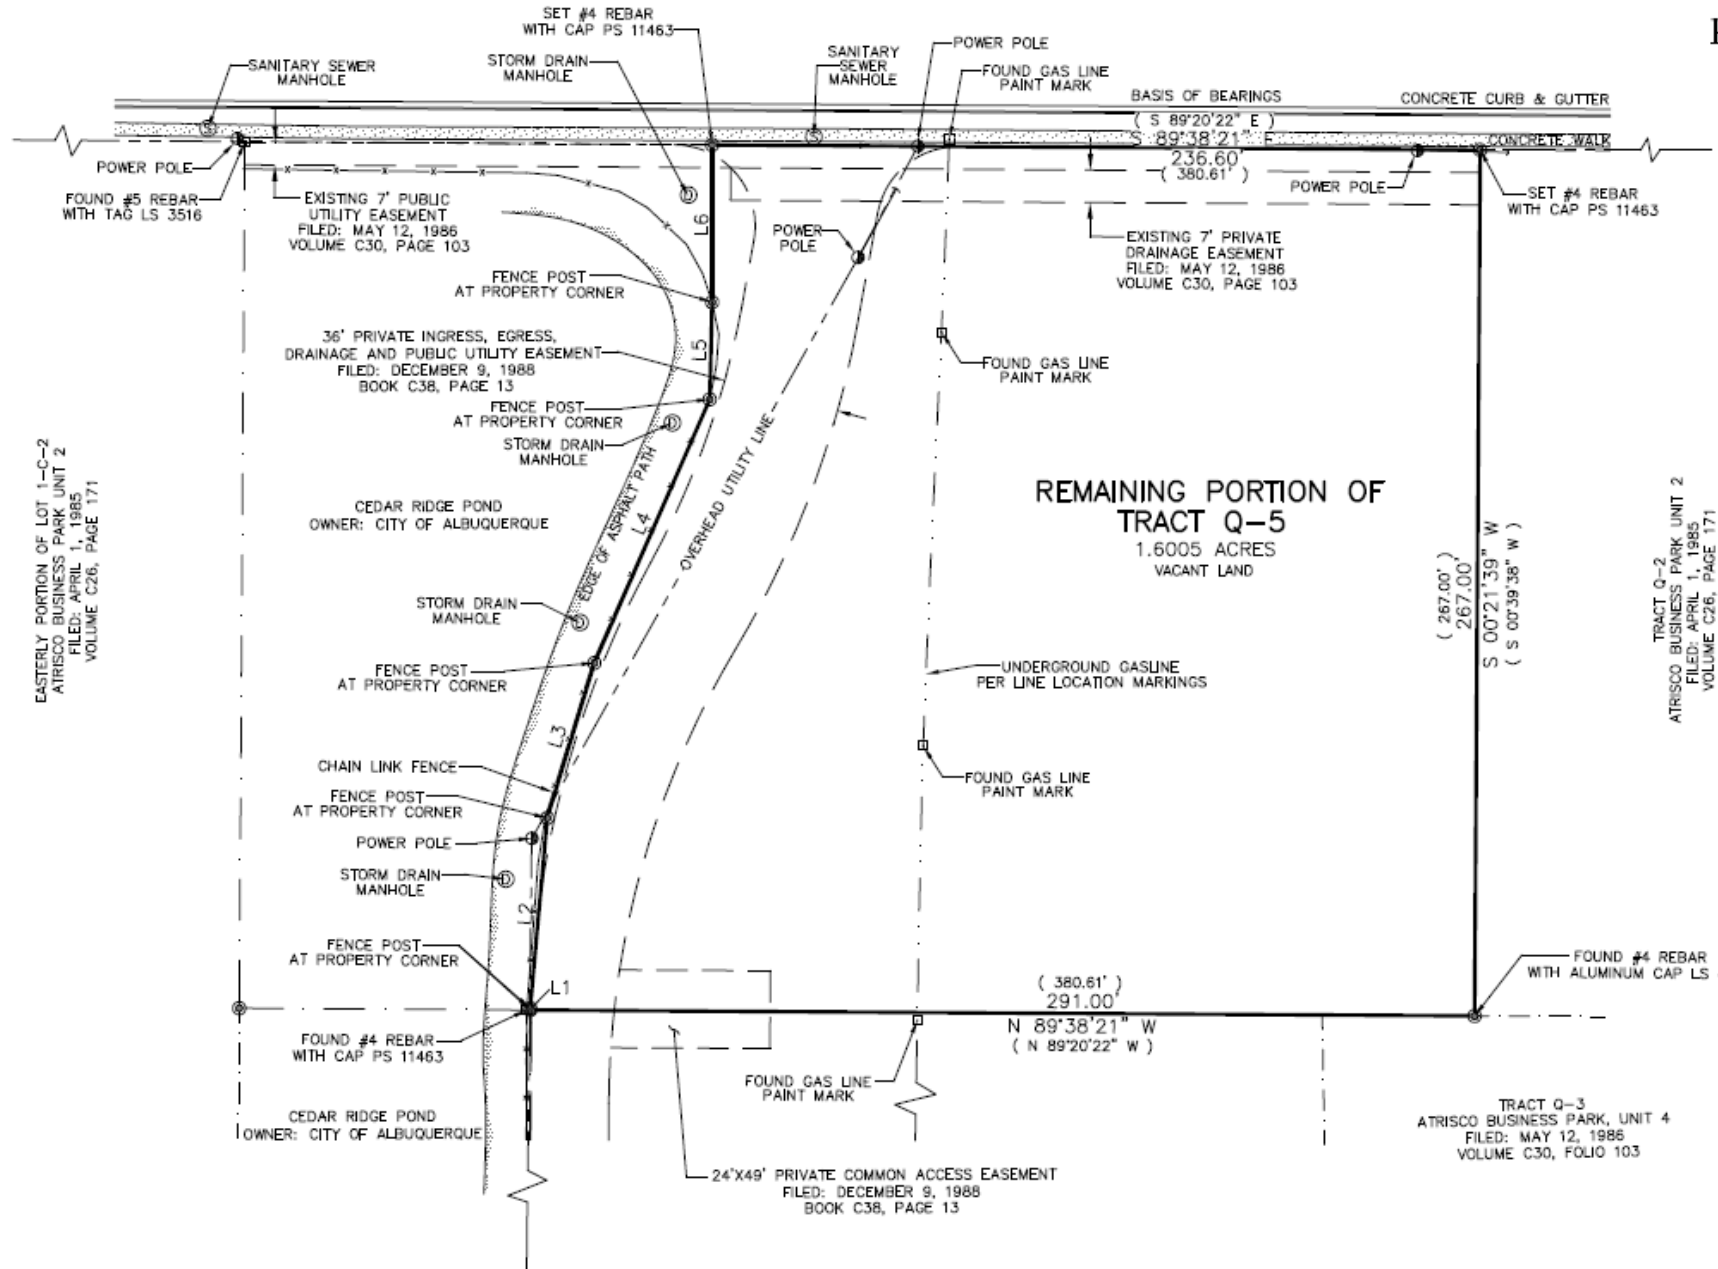 SET #4 REBAR
WITH CAP PS 11463
SANITARY SEWER
MANHOLE
STORM DRAIN
MANHOLE
SANITARY
SEWER
MANHOLE
POWER POLE
FOUND GAS LINE
PAINT MARK
BASIS OF BEARINGS
( S 89°20'22" E )
S 89°38'21" E
236.60'
( 380.61' )
CONCRETE CURB & GUTTER
CONCRETE WALK
S
S
POWER POLE
FOUND #5 REBAR
WITH TAG LS 3516
EXISTING 7' PUBLIC
UTILITY EASEMENT
FILED: MAY 12, 1986
VOLUME C30, PAGE 103
D
L6
POWER
POLE
POWER POLE
SET #4 REBAR
WITH CAP PS 11463
EXISTING 7' PRIVATE
DRAINAGE EASEMENT
FILED: MAY 12, 1986
VOLUME C30, PAGE 103
FENCE POST
AT PROPERTY CORNER
36' PRIVATE INGRESS, EGRESS,
DRAINAGE AND PUBLIC UTILITY EASEMENT
FILED: DECEMBER 9, 1988
BOOK C38, PAGE 13
L5
FOUND GAS LINE
PAINT MARK
FENCE POST
AT PROPERTY CORNER
STORM DRAIN
MANHOLE
D
EASTERLY PORTION OF LOT 1-C-2
ATRISCO BUSINESS PARK UNIT 2
FILED: APRIL 1, 1985
VOLUME C26, PAGE 171
CEDAR RIDGE POND
OWNER: CITY OF ALBUQUERQUE
EDGE OF ASPHALT PATH
L4
OVERHEAD UTILITY LINE
REMAINING PORTION OF
TRACT Q-5
1.6005 ACRES
VACANT LAND
( 267.00' )
267.00'
S 00°21'39" W
( S 00°39'38" W )
TRACT Q-2
ATRISCO BUSINESS PARK UNIT 2
FILED: APRIL 1, 1985
VOLUME C26, PAGE 171
STORM DRAIN
MANHOLE
D
FENCE POST
AT PROPERTY CORNER
UNDERGROUND GASLINE
PER LINE LOCATION MARKINGS
L3
CHAIN LINK FENCE
FOUND GAS LINE
PAINT MARK
FENCE POST
AT PROPERTY CORNER
POWER POLE
STORM DRAIN
MANHOLE
D
L2
FENCE POST
AT PROPERTY CORNER
L1
FOUND #4 REBAR
WITH ALUMINUM CAP LS
( 380.61' )
291.00'
N 89°38'21" W
( N 89°20'22" W )
FOUND #4 REBAR
WITH CAP PS 11463
FOUND GAS LINE
PAINT MARK
CEDAR RIDGE POND
OWNER: CITY OF ALBUQUERQUE
TRACT Q-3
ATRISCO BUSINESS PARK, UNIT 4
FILED: MAY 12, 1986
VOLUME C30, FOLIO 103
24'X49' PRIVATE COMMON ACCESS EASEMENT
FILED: DECEMBER 9, 1988
BOOK C38, PAGE 13